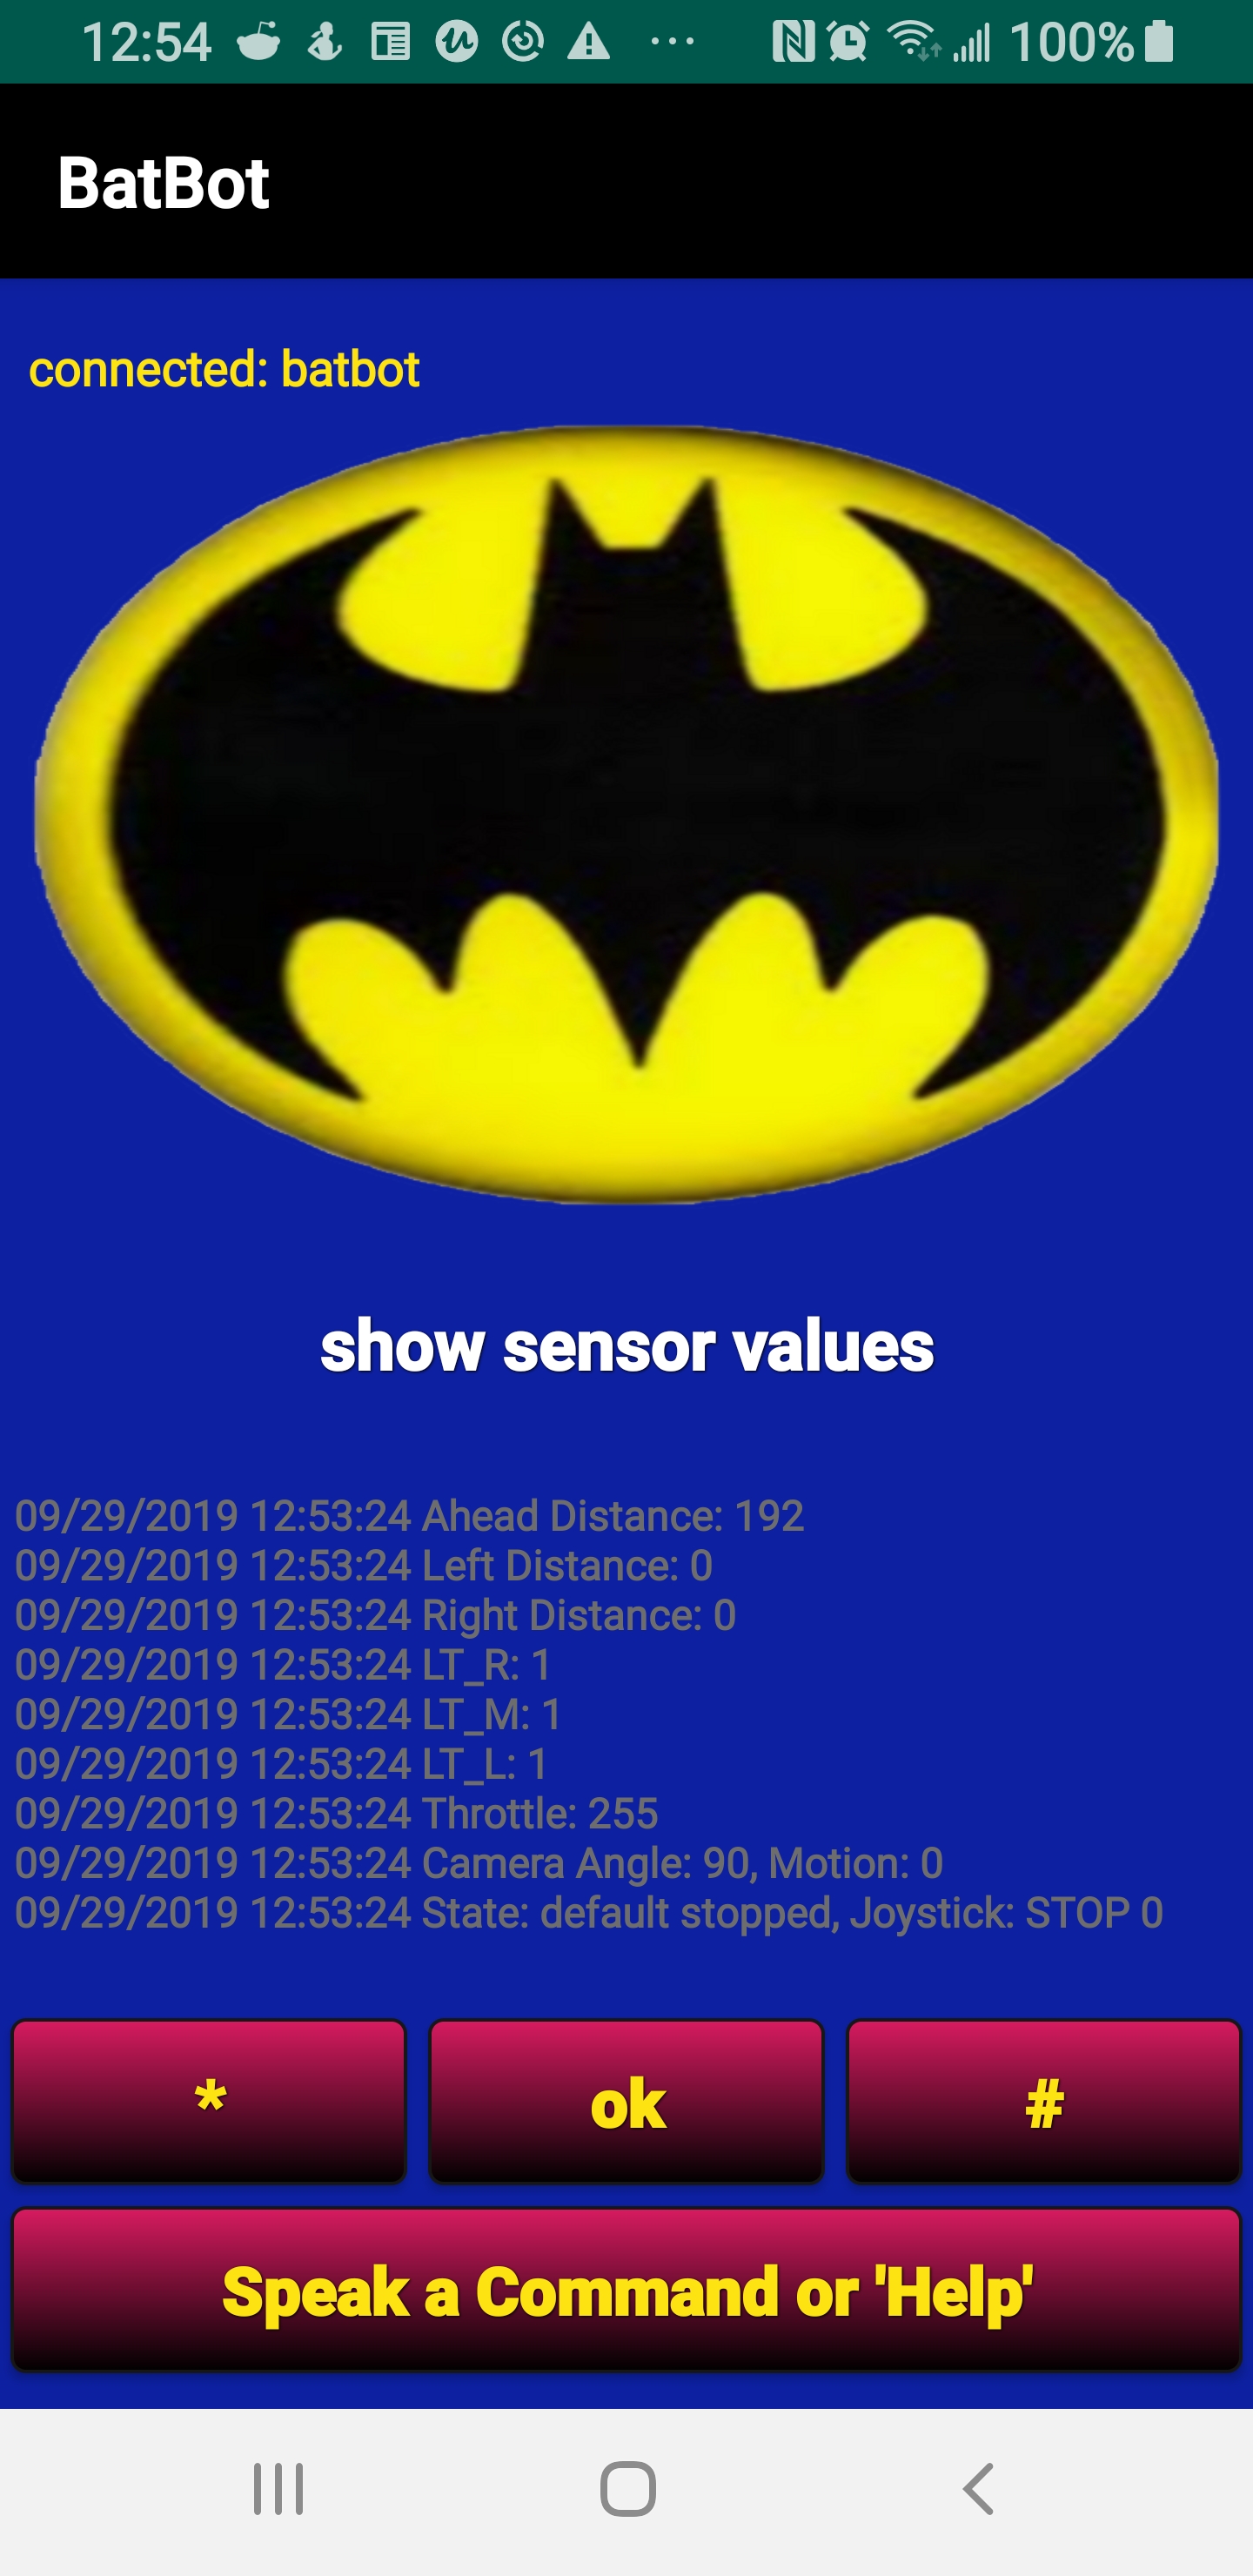 12:54 100%
BatBot
connected: batbot
show sensor values
09/29/2019 12:53:24 Ahead Distance: 192
09/29/2019 12:53:24 Left Distance: 0
09/29/2019 12:53:24 Right Distance: 0
09/29/2019 12:53:24 LT_R: 1
09/29/2019 12:53:24 LT_M: 1
09/29/2019 12:53:24 LT_L: 1
09/29/2019 12:53:24 Throttle: 255
09/29/2019 12:53:24 Camera Angle: 90, Motion: 0
09/29/2019 12:53:24 State: default stopped, Joystick: STOP 0
* ok #
Speak a Command or 'Help'